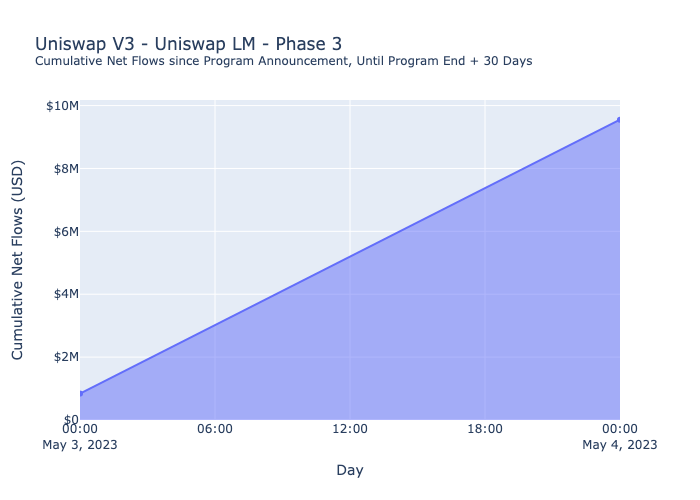 Uniswap V3 - Uniswap LM - Phase 3
Cumulative Net Flows since Program Announcement, Until Program End + 30 Days
Cumulative Net Flows (USD)
$10M
$8M
$6M
$4M
$2M
$0
00:00 06:00 12:00 18:00 00:00
May 3, 2023 May 4, 2023
Day